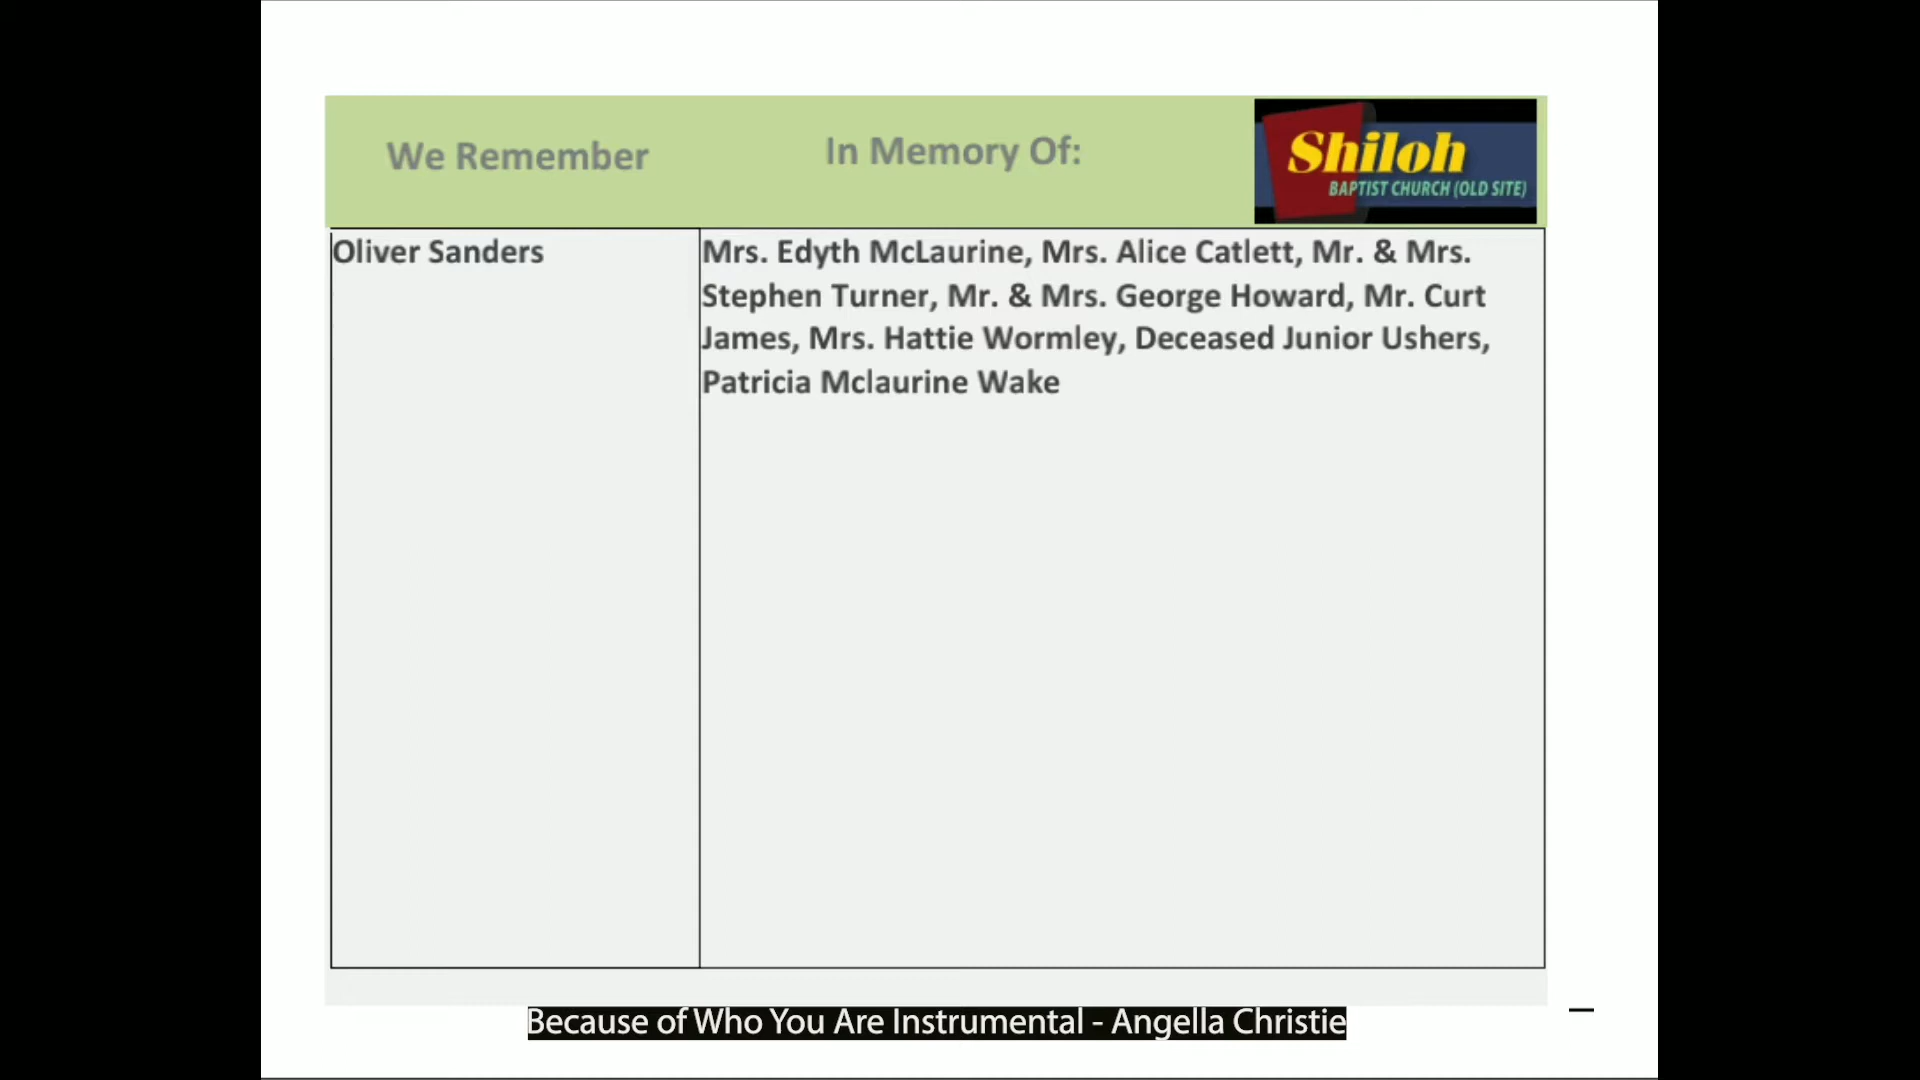 We Remember
In Memory Of:
Shiloh
BAPTIST CHURCH (OLD SITE)
Oliver Sanders
Mrs. Edyth McLaurine, Mrs. Alice Catlett, Mr. & Mrs.
Stephen Turner, Mr. & Mrs. George Howard, Mr. Curt
James, Mrs. Hattie Wormley, Deceased Junior Ushers,
Patricia Mclaurine Wake
Because of Who You Are Instrumental - Angella Christie